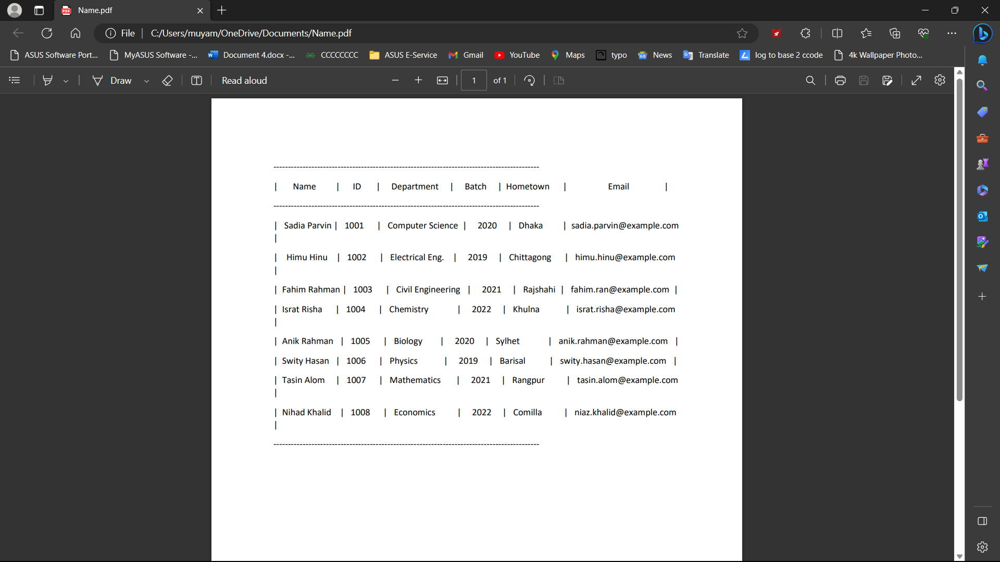 Name.pdf
File | C:/Users/muyam/OneDrive/Documents/Name.pdf
ASUS Software Port... MyASUS Software -... Document 4.docx -... CCCCCCCC ASUS E-Service Gmail YouTube Maps typo News Translate log to base 2 ccode 4k Wallpaper Photo...
Draw Read aloud 1 of 1
------------------------------------------------------------------------------------------
| Name | ID | Department | Batch | Hometown | Email |
------------------------------------------------------------------------------------------
| Sadia Parvin | 1001 | Computer Science | 2020 | Dhaka | sadia.parvin@example.com
|
| Himu Hinu | 1002 | Electrical Eng. | 2019 | Chittagong | himu.hinu@example.com
|
| Fahim Rahman | 1003 | Civil Engineering | 2021 | Rajshahi | fahim.ran@example.com |
| Israt Risha | 1004 | Chemistry | 2022 | Khulna | israt.risha@example.com
|
| Anik Rahman | 1005 | Biology | 2020 | Sylhet | anik.rahman@example.com |
| Swity Hasan | 1006 | Physics | 2019 | Barisal | swity.hasan@example.com |
| Tasin Alom | 1007 | Mathematics | 2021 | Rangpur | tasin.alom@example.com
|
| Nihad Khalid | 1008 | Economics | 2022 | Comilla | niaz.khalid@example.com
|
------------------------------------------------------------------------------------------